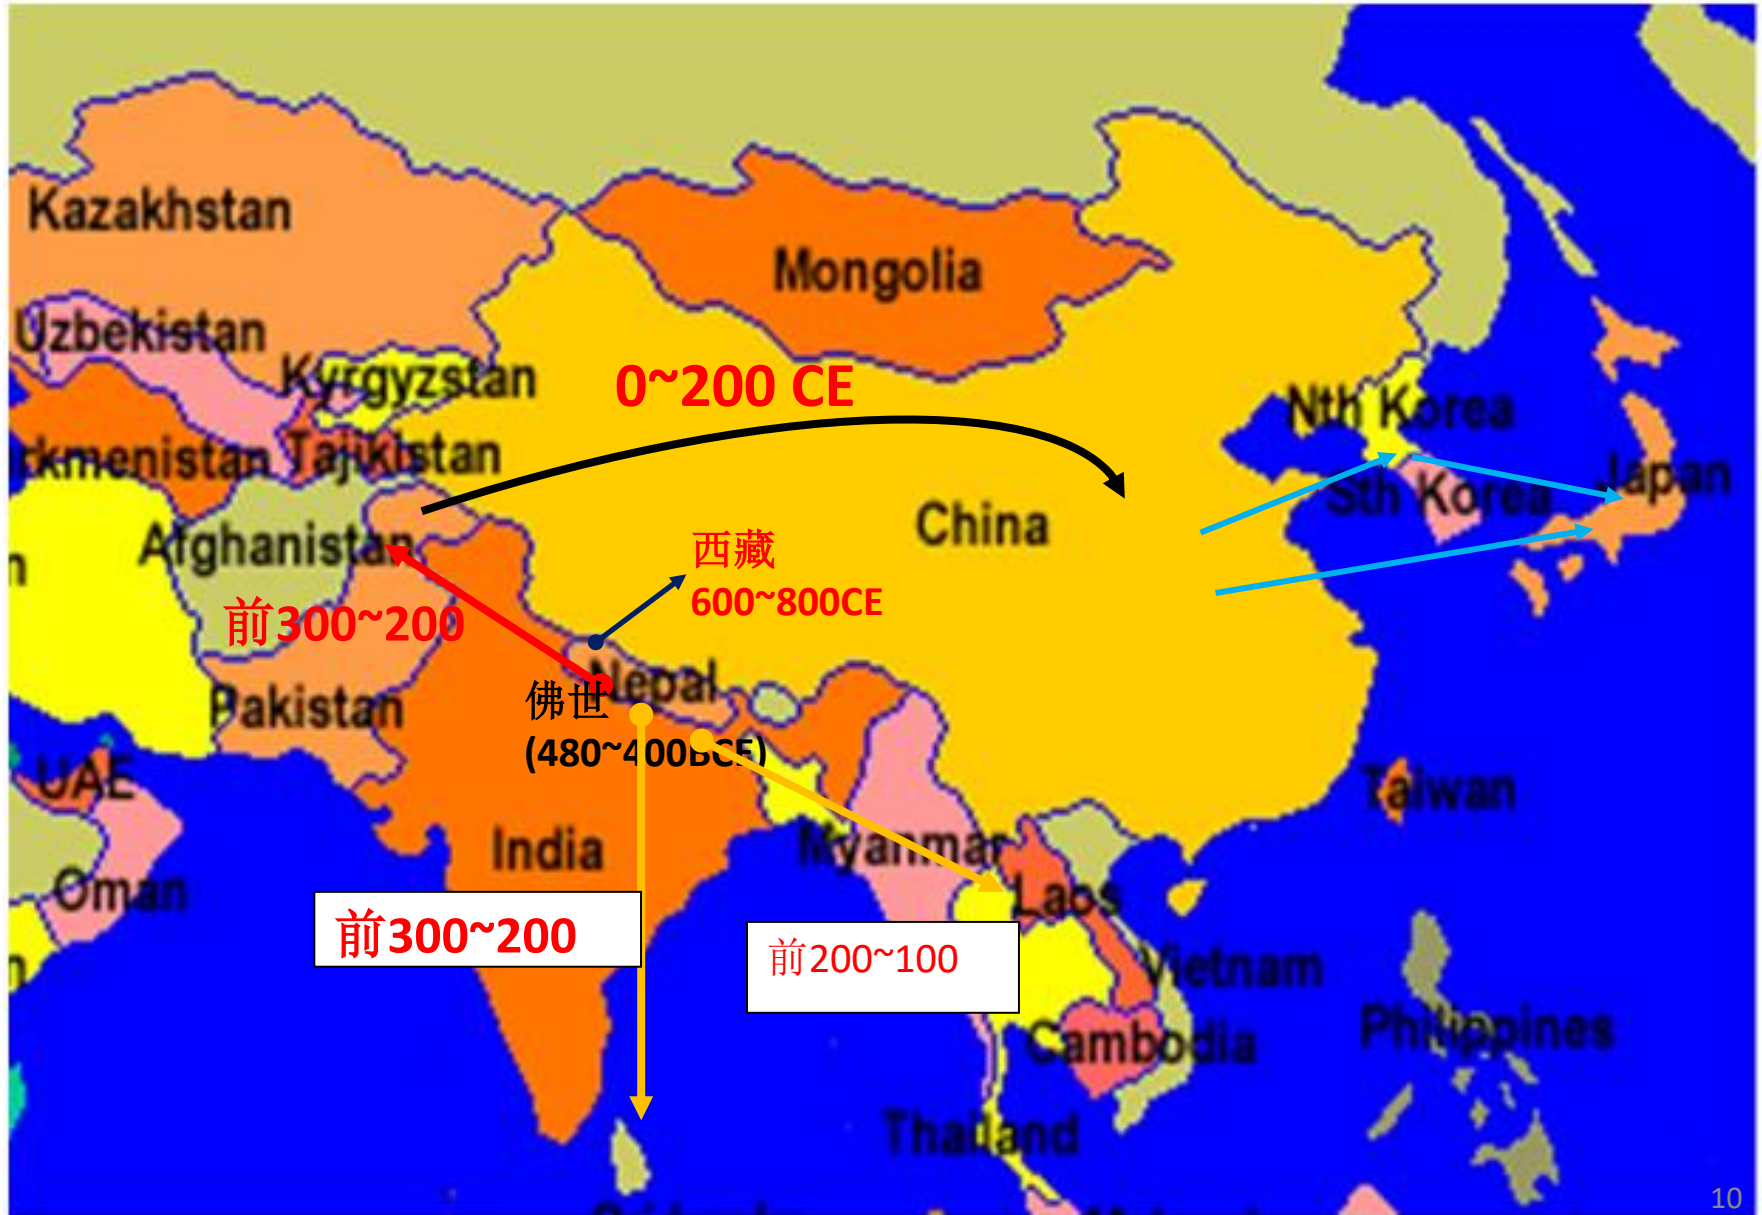 Kazakhstan
Mongolia
Uzbekistan
Kyrgyzstan
0~200 CE
Nth Korea
rkmenistan
Tajikistan
Japan
Sth Korea
China
Afghanistan
n
西藏
600~800CE
前300~200
Nepal
佛世
(480~400BCE)
Pakistan
UAE
Taiwan
India
Myanmar
Oman
Laos
前300~200
前200~100
n
Vietnam
Philippines
Cambodia
Thailand
10